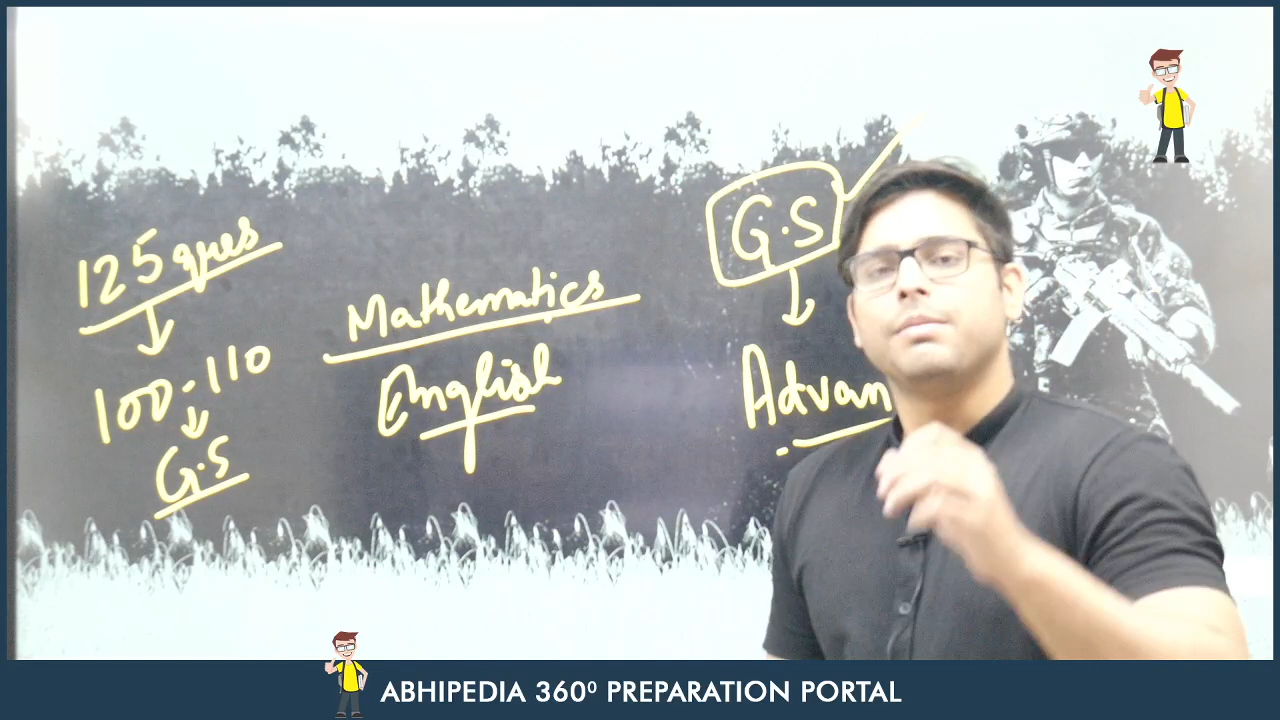 125 ques
100-110
G.S
Mathematics
English
G.S
Advan
ABHIPEDIA 360⁰ PREPARATION PORTAL